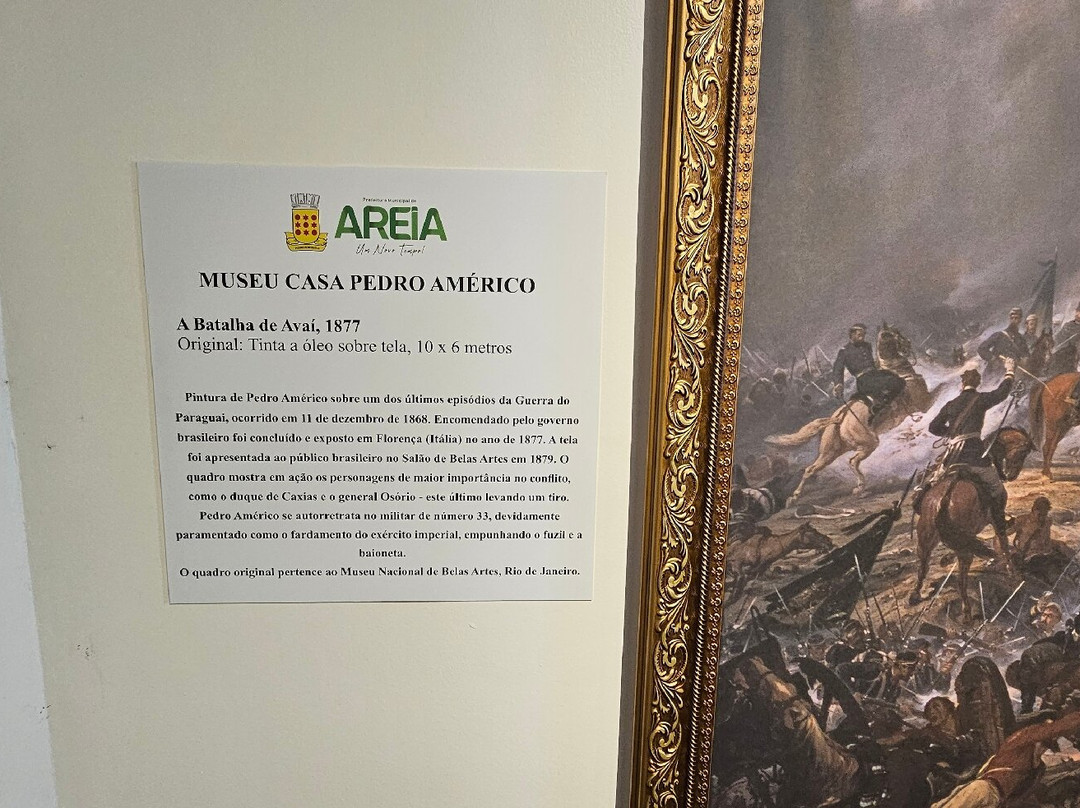 Prefeitura Municipal de
AREIA
Um Novo Tempo!
MUSEU CASA PEDRO AMÉRICO
A Batalha de Avaí, 1877
Original: Tinta a óleo sobre tela, 10 x 6 metros
Pintura de Pedro Américo sobre um dos últimos episódios da Guerra do
Paraguai, ocorrido em 11 de dezembro de 1868. Encomendado pelo governo
brasileiro foi concluído e exposto em Florença (Itália) no ano de 1877. A tela
foi apresentada ao público brasileiro no Salão de Belas Artes em 1879. O
quadro mostra em ação os personagens de maior importância no conflito,
como o duque de Caxias e o general Osório - este último levando um tiro.
Pedro Américo se autorretrata no militar de número 33, devidamente
paramentado como o fardamento do exército imperial, empunhando o fuzil e a
baioneta.
O quadro original pertence ao Museu Nacional de Belas Artes, Rio de Janeiro.